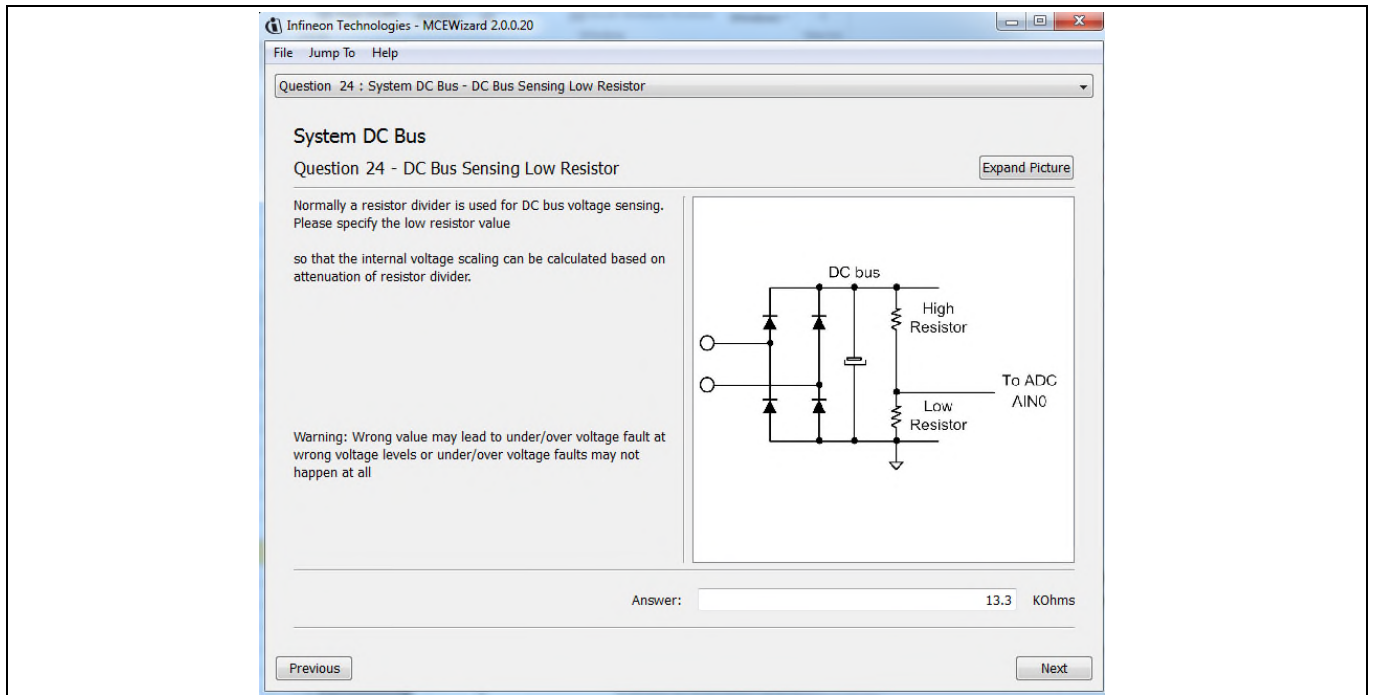 Infineon Technologies - MCEWizard 2.0.0.20
File Jump To Help
Question 24 : System DC Bus - DC Bus Sensing Low Resistor
System DC Bus
Question 24 - DC Bus Sensing Low Resistor
Expand Picture
Normally a resistor divider is used for DC bus voltage sensing.
Please specify the low resistor value
so that the internal voltage scaling can be calculated based on
attenuation of resistor divider.
Warning: Wrong value may lead to under/over voltage fault at
wrong voltage levels or under/over voltage faults may not
happen at all
DC bus
High
Resistor
To ADC
AIN0
Low
Resistor
Answer: 13.3 KOhms
Previous Next